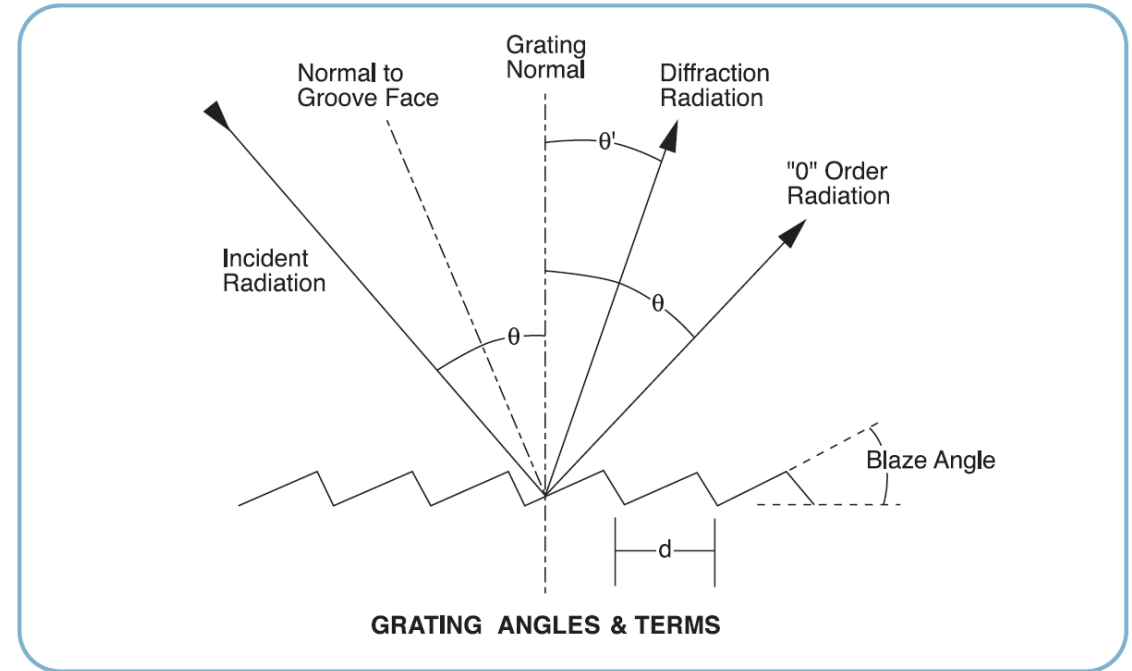 Grating
Normal
Normal to
Groove Face
Diffraction
Radiation
θ'
"0" Order
Radiation
Incident
Radiation
θ
θ
Blaze Angle
d
GRATING ANGLES & TERMS